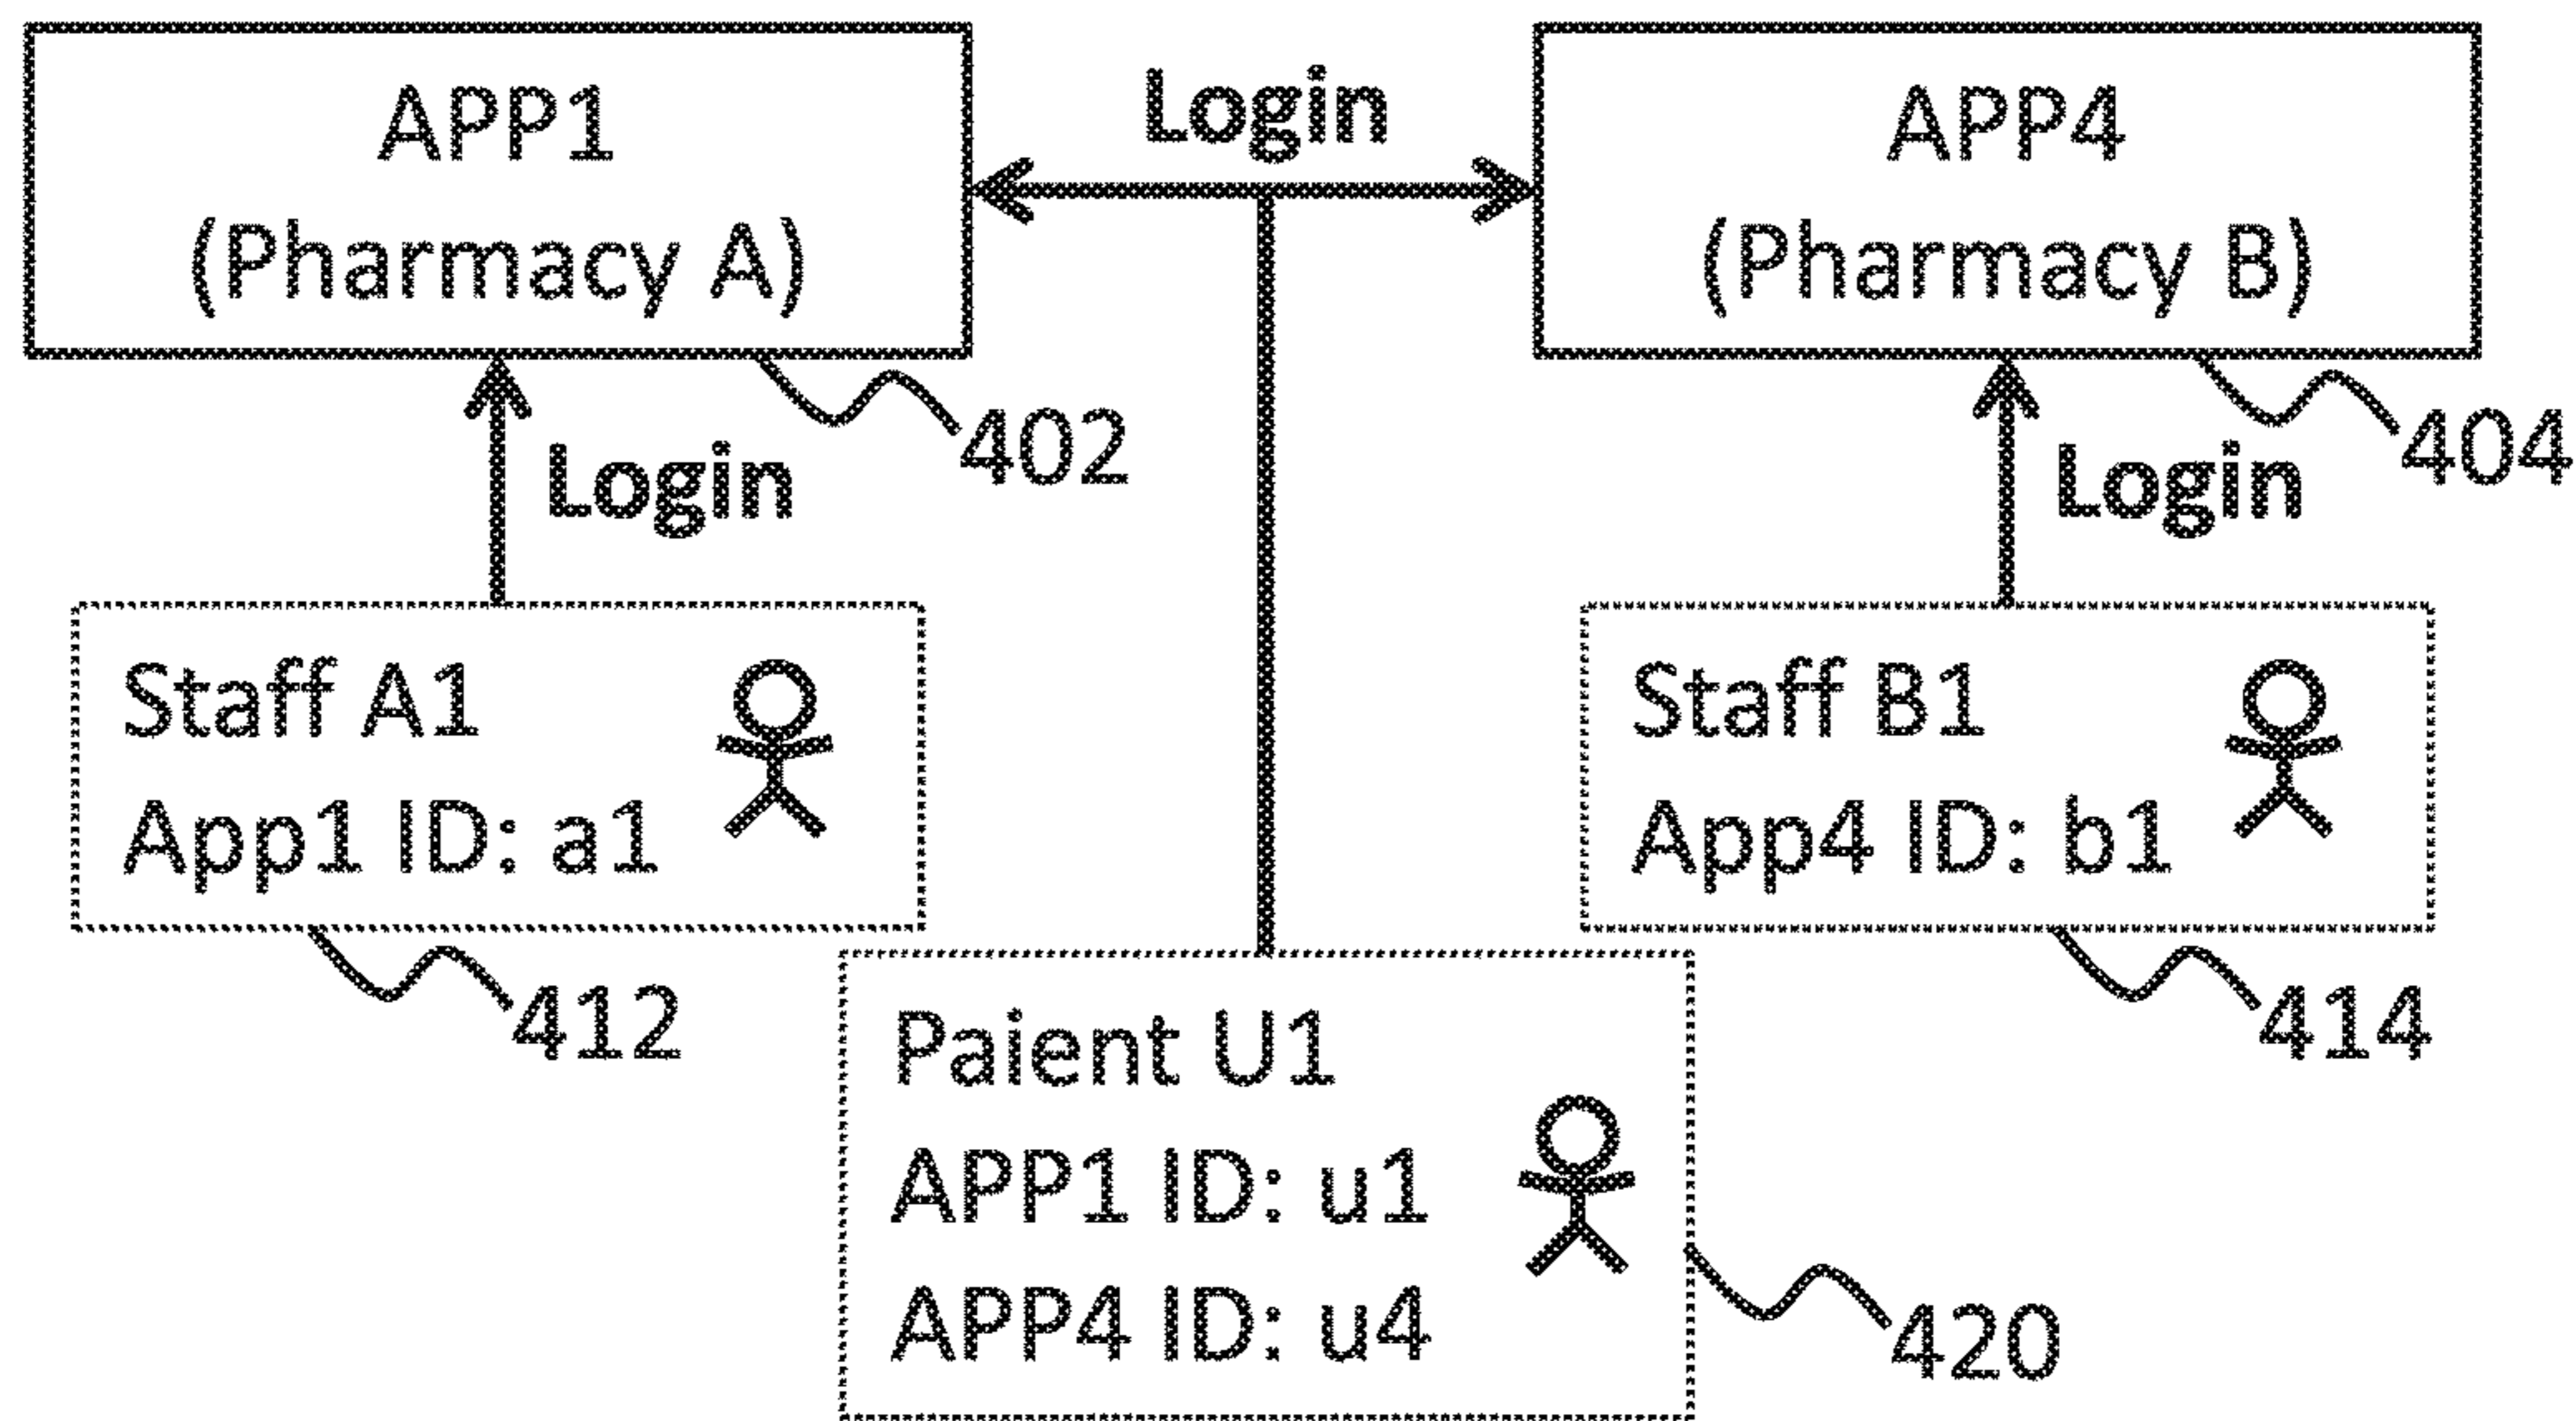 APP1
(Pharmacy A)
Login
APP4
(Pharmacy B)
402
404
Login
Login
Staff A1
App1 ID: a1
Staff B1
App4 ID: b1
412
414
Paient U1
APP1 ID: u1
APP4 ID: u4
420